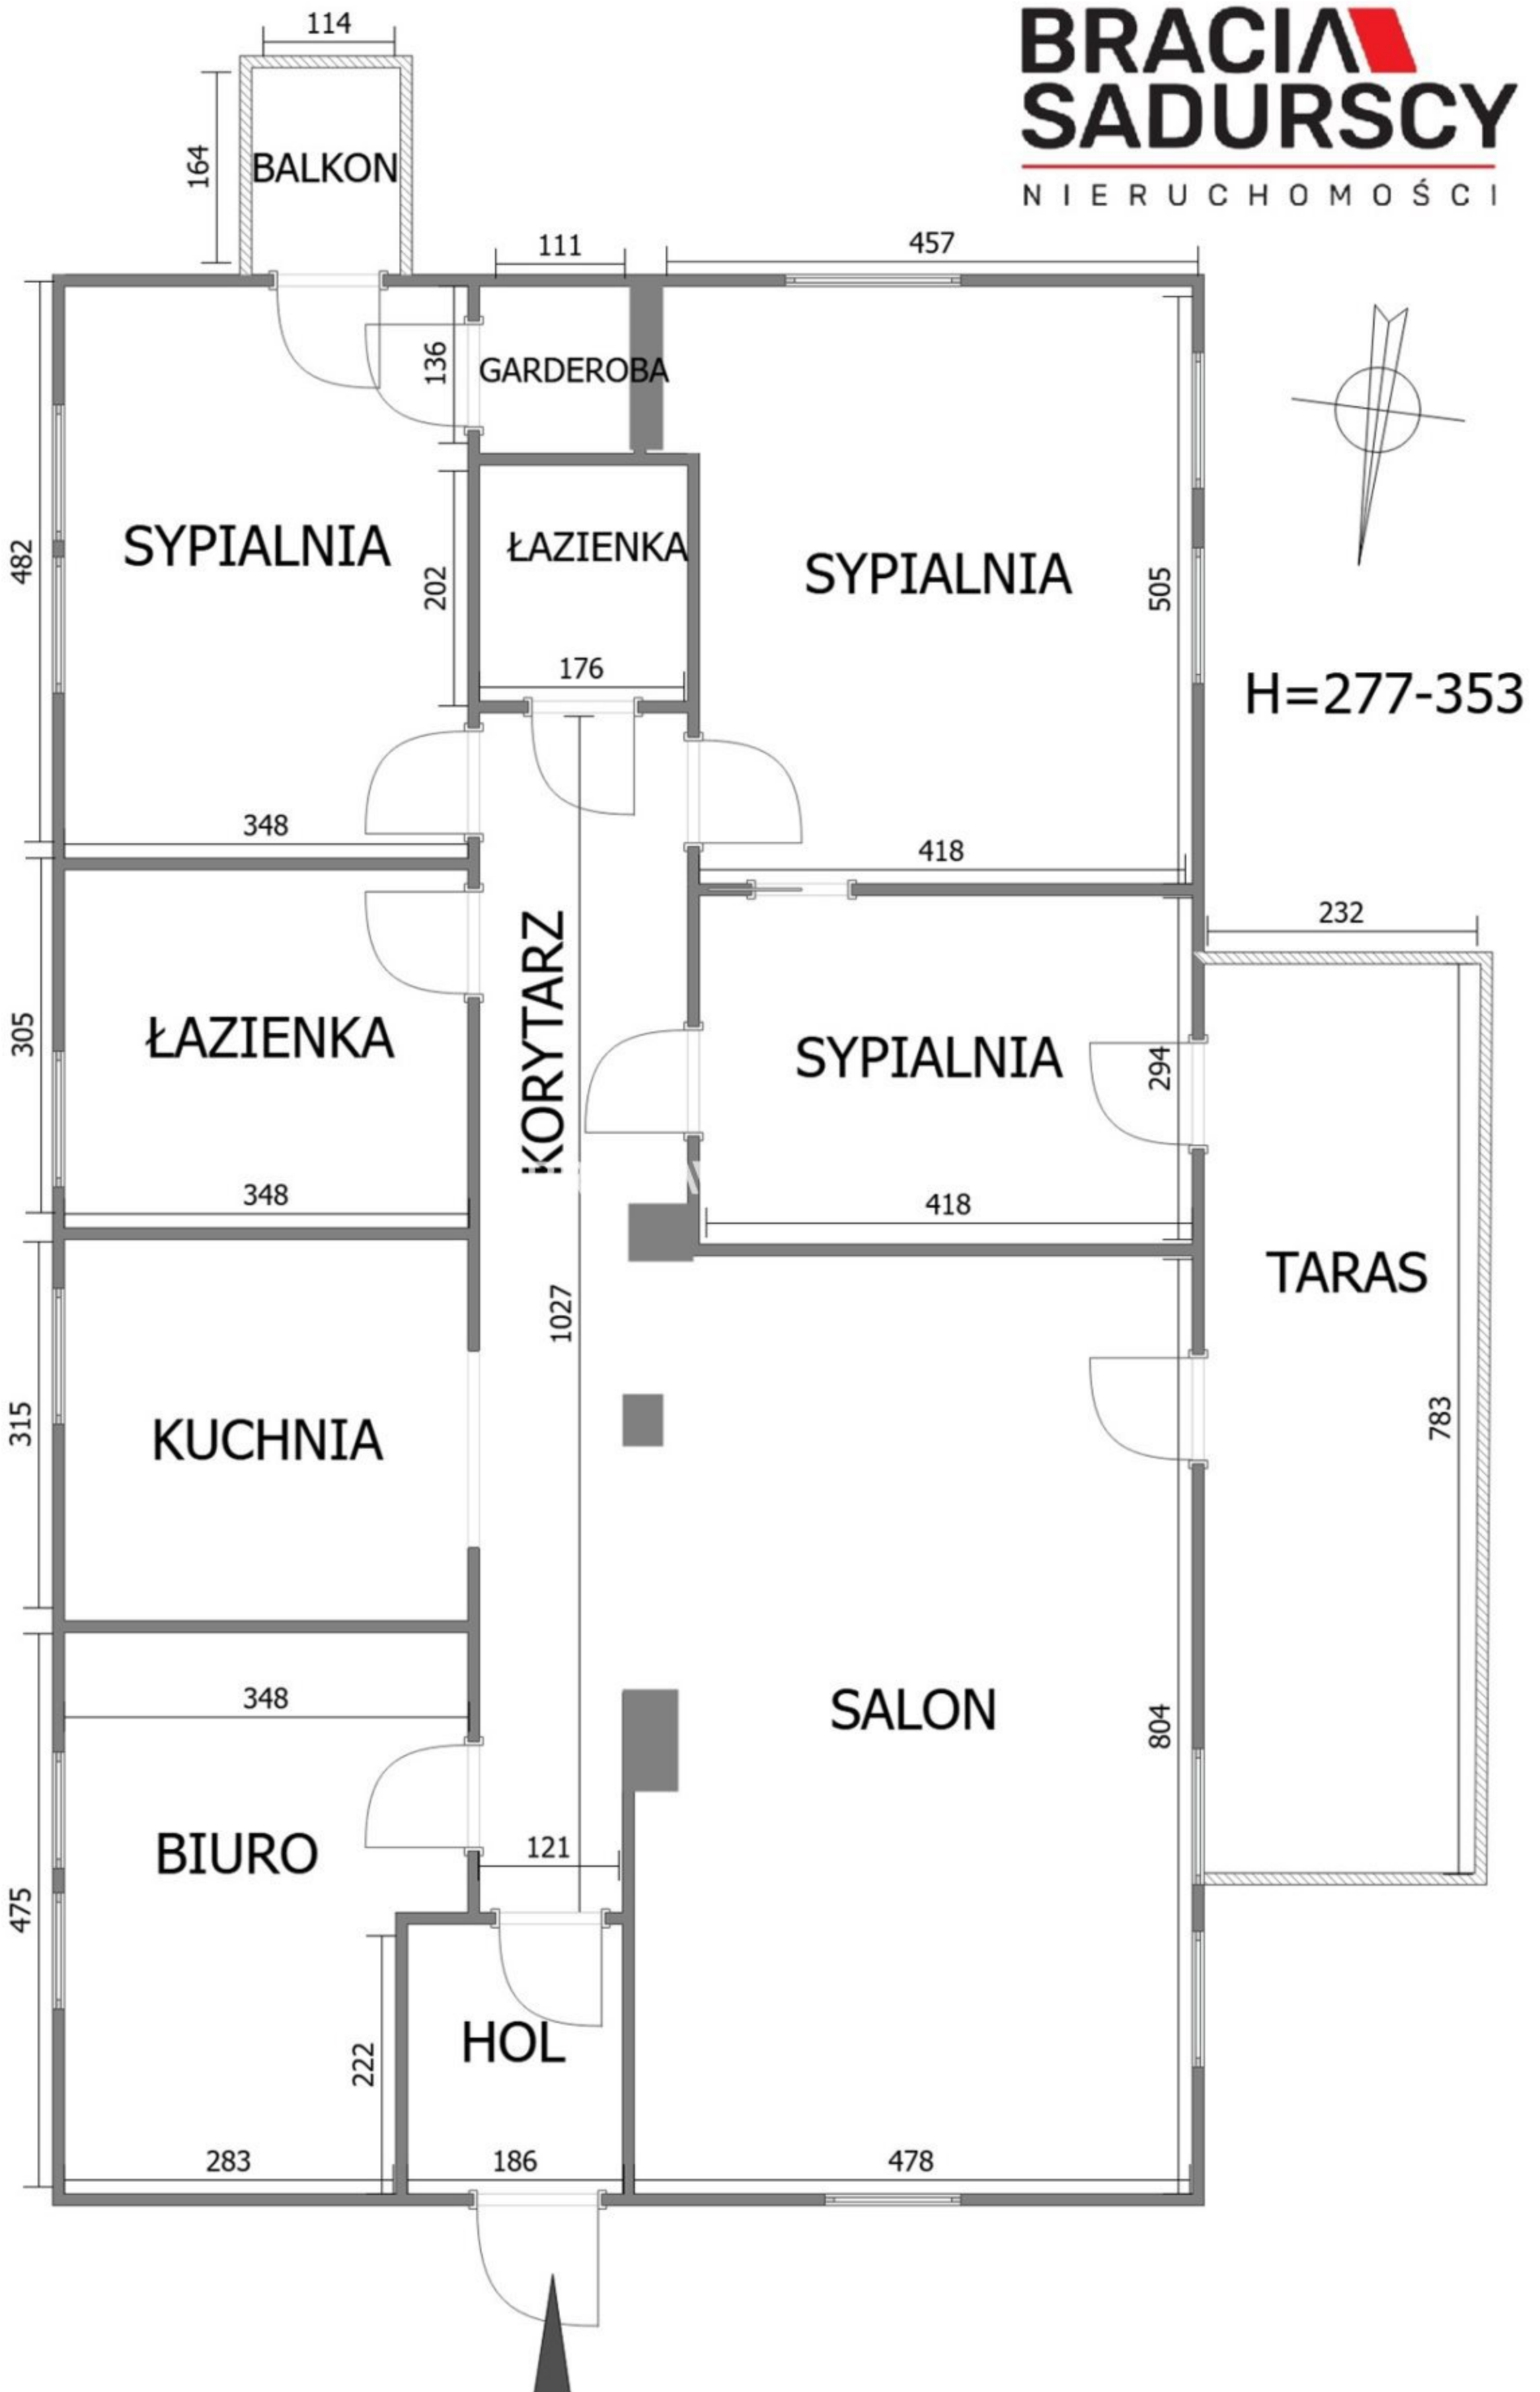 BRACIA
SADURSCY
NIERUCHOMOŚCI
114
164
BALKON
111
457
136
GARDEROBA
SYPIALNIA
482
202
ŁAZIENKA
176
SYPIALNIA
505
H=277-353
348
418
232
305
ŁAZIENKA
348
KORYTARZ
SYPIALNIA
294
418
TARAS
783
1027
315
KUCHNIA
348
SALON
804
BIURO
121
475
222
HOL
283
186
478